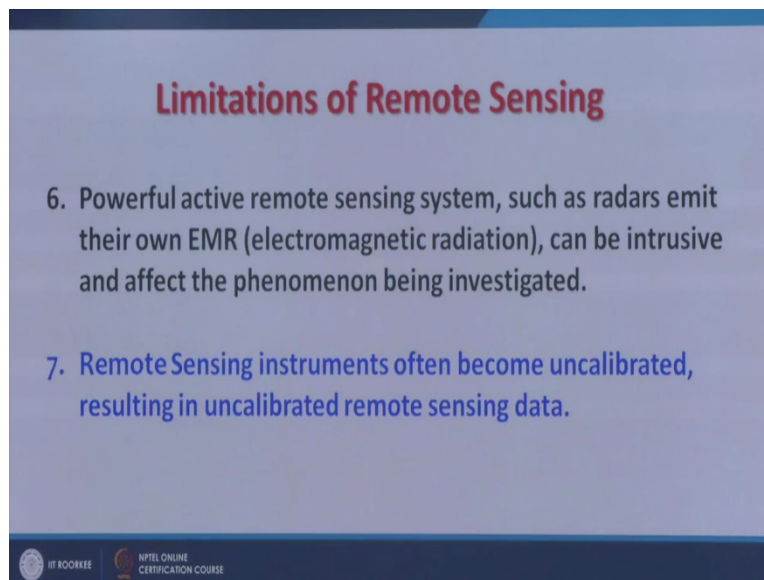 Limitations of Remote Sensing
6. Powerful active remote sensing system, such as radars emit
their own EMR (electromagnetic radiation), can be intrusive
and affect the phenomenon being investigated.
7. Remote Sensing instruments often become uncalibrated,
resulting in uncalibrated remote sensing data.
IIT ROORKEE
NPTEL ONLINE
CERTIFICATION COURSE